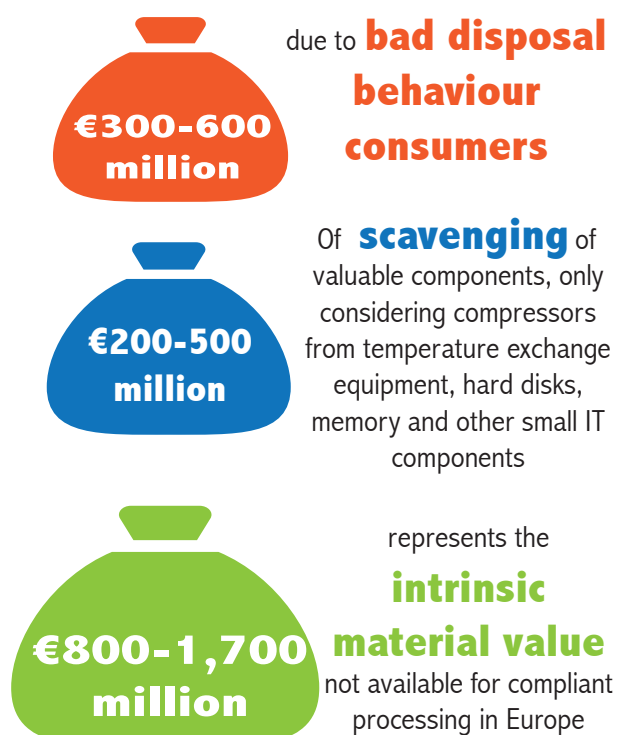 €300-600
million
due to bad disposal
behaviour
consumers
€200-500
million
Of scavenging of
valuable components, only
considering compressors
from temperature exchange
equipment, hard disks,
memory and other small IT
components
€800-1,700
million
represents the
intrinsic
material value
not available for compliant
processing in Europe